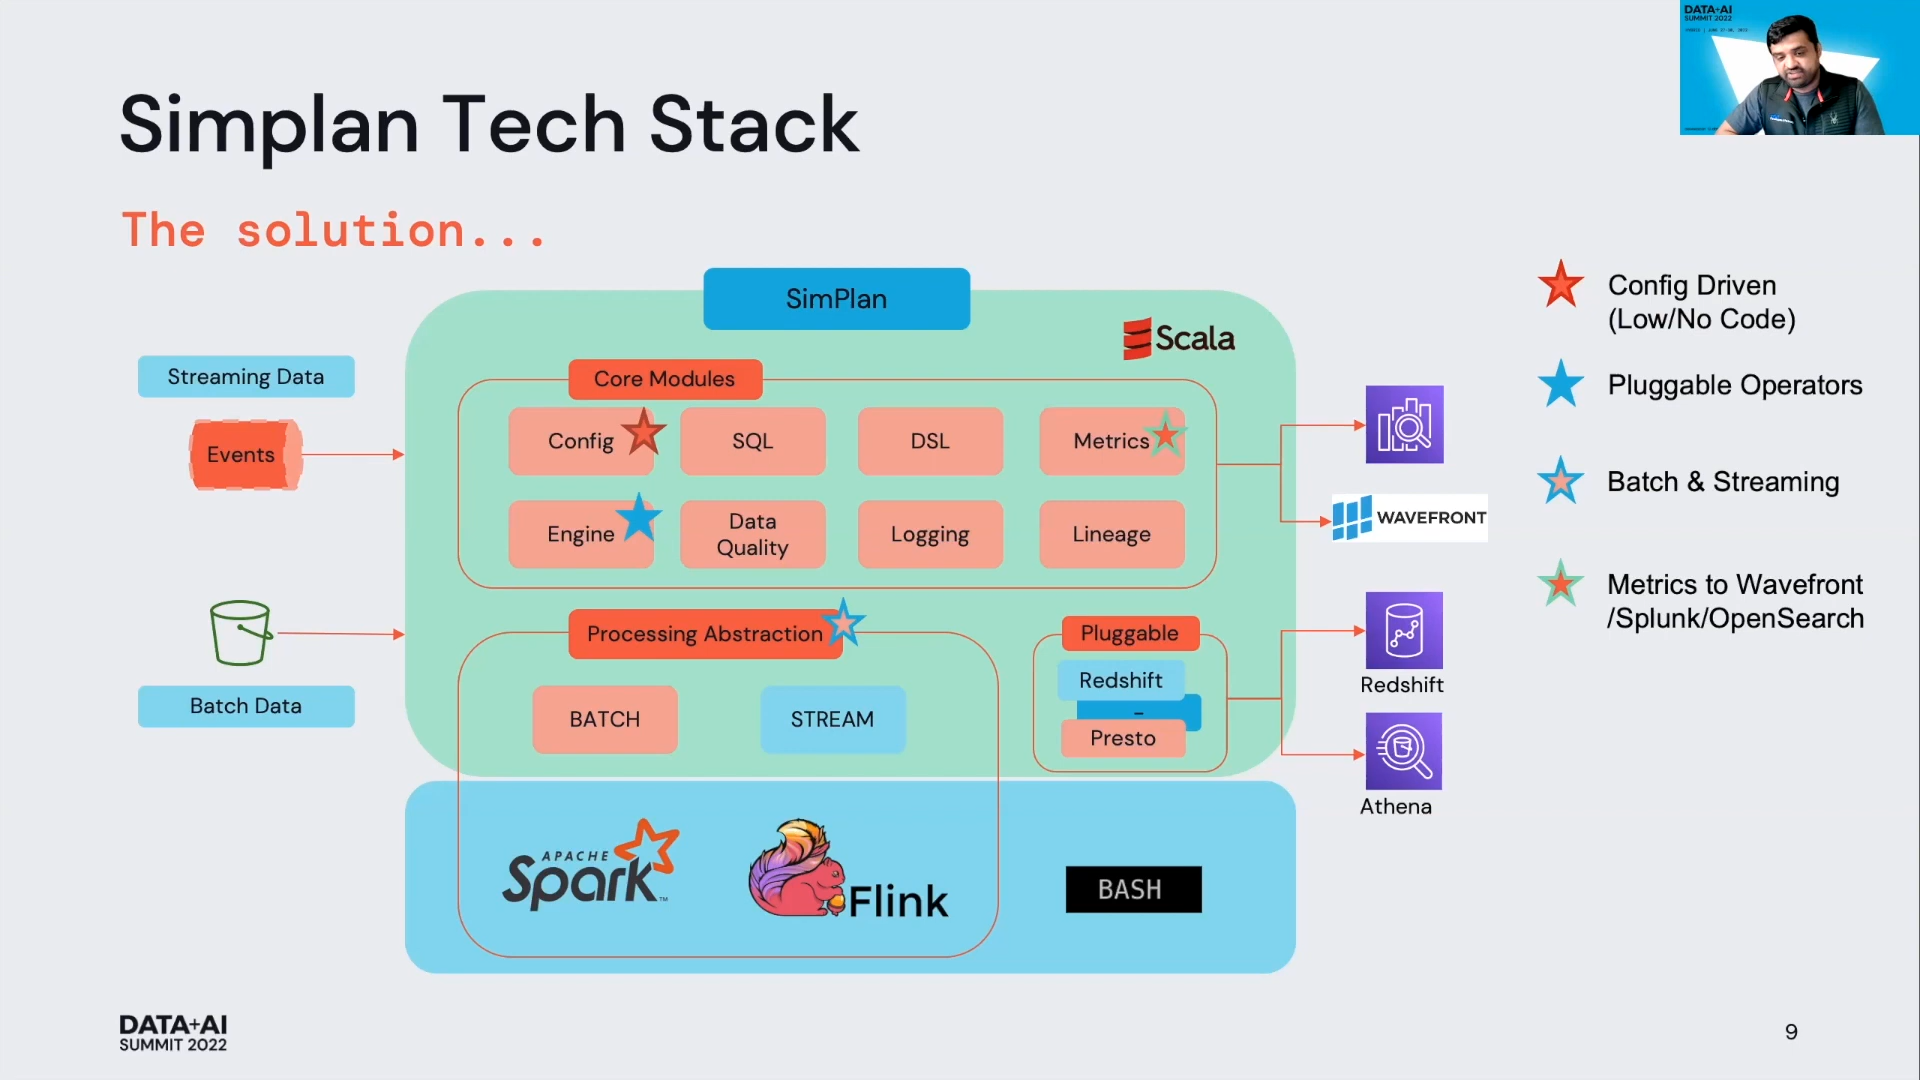 DATA+AI
SUMMIT 2022
Simplan Tech Stack
The solution...
SimPlan
Scala
Streaming Data
Events
Batch Data
Core Modules
Config
SQL
DSL
Metrics
Engine
Data
Quality
Logging
Lineage
Processing Abstraction
BATCH
STREAM
Pluggable
Redshift
-
Presto
APACHE
Spark™
Flink
BASH
WAVEFRONT
Redshift
Athena
Config Driven
(Low/No Code)
Pluggable Operators
Batch & Streaming
Metrics to Wavefront
/Splunk/OpenSearch
DATA+AI
SUMMIT 2022
9